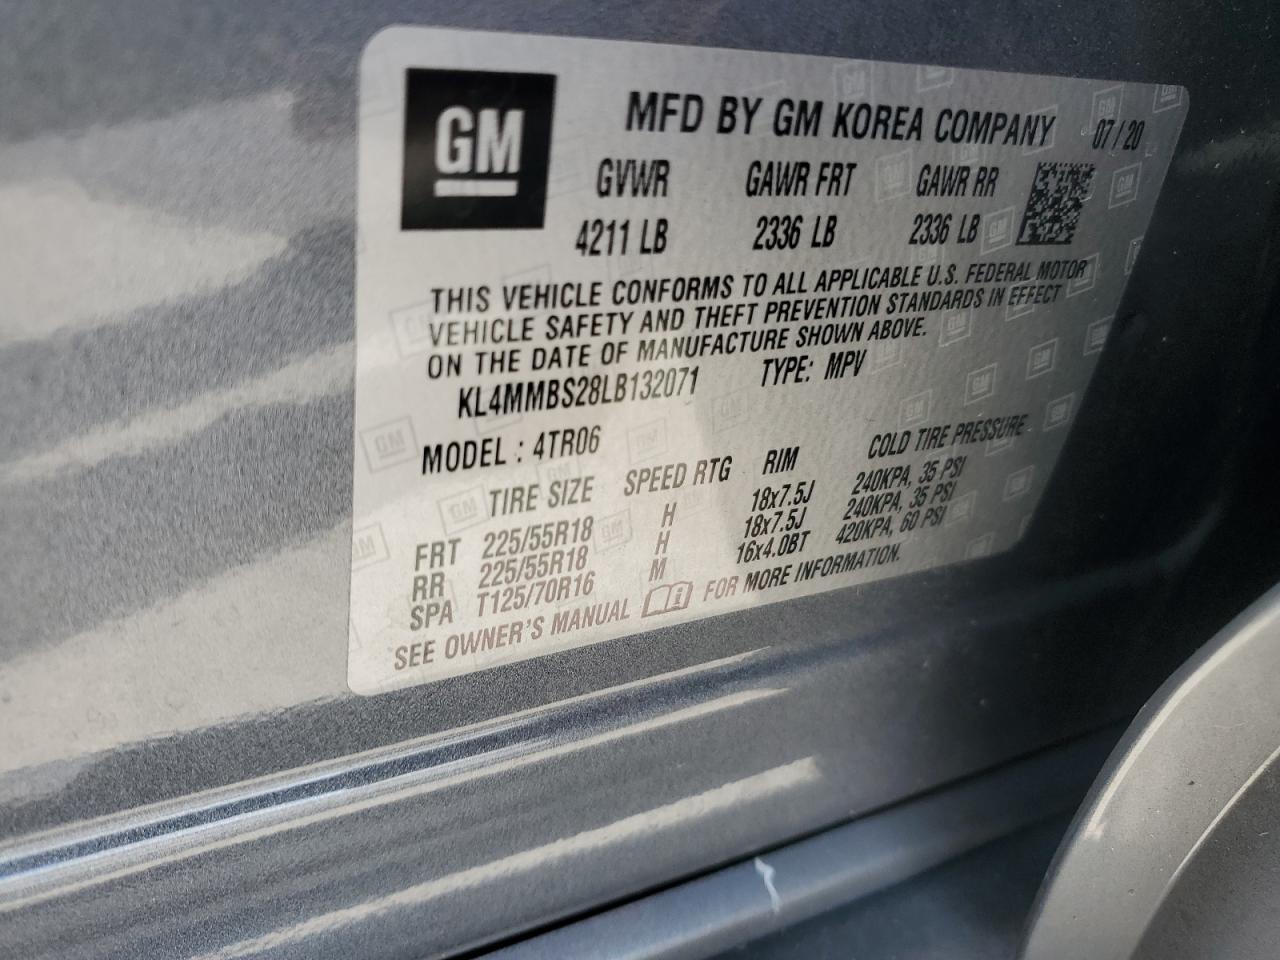 GM
MFD BY GM KOREA COMPANY 07/20
GVWR GAWR FRT GAWR RR
4211 LB 2336 LB 2336 LB
THIS VEHICLE CONFORMS TO ALL APPLICABLE U.S. FEDERAL MOTOR
VEHICLE SAFETY AND THEFT PREVENTION STANDARDS IN EFFECT
ON THE DATE OF MANUFACTURE SHOWN ABOVE.
KL4MMBS28LB132071 TYPE: MPV
MODEL : 4TR06
TIRE SIZE SPEED RTG RIM COLD TIRE PRESSURE
FRT 225/55R18 H 18x7.5J 240KPA, 35 PSI
RR 225/55R18 H 18x7.5J 240KPA, 35 PSI
SPA T125/70R16 M 16x4.0BT 420KPA, 60 PSI
SEE OWNER'S MANUAL FOR MORE INFORMATION.